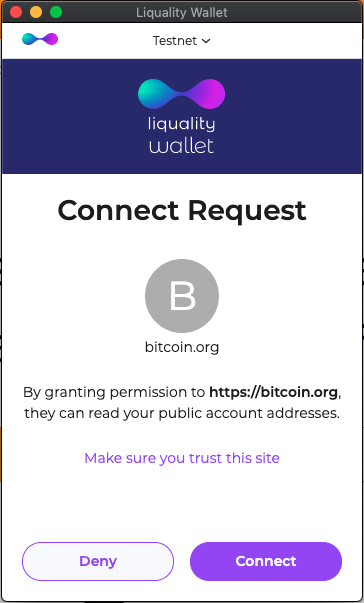 Liquality Wallet
Testnet
liquality
wallet
Connect Request
B
bitcoin.org
By granting permission to https://bitcoin.org,
they can read your public account addresses.
Make sure you trust this site
Deny
Connect